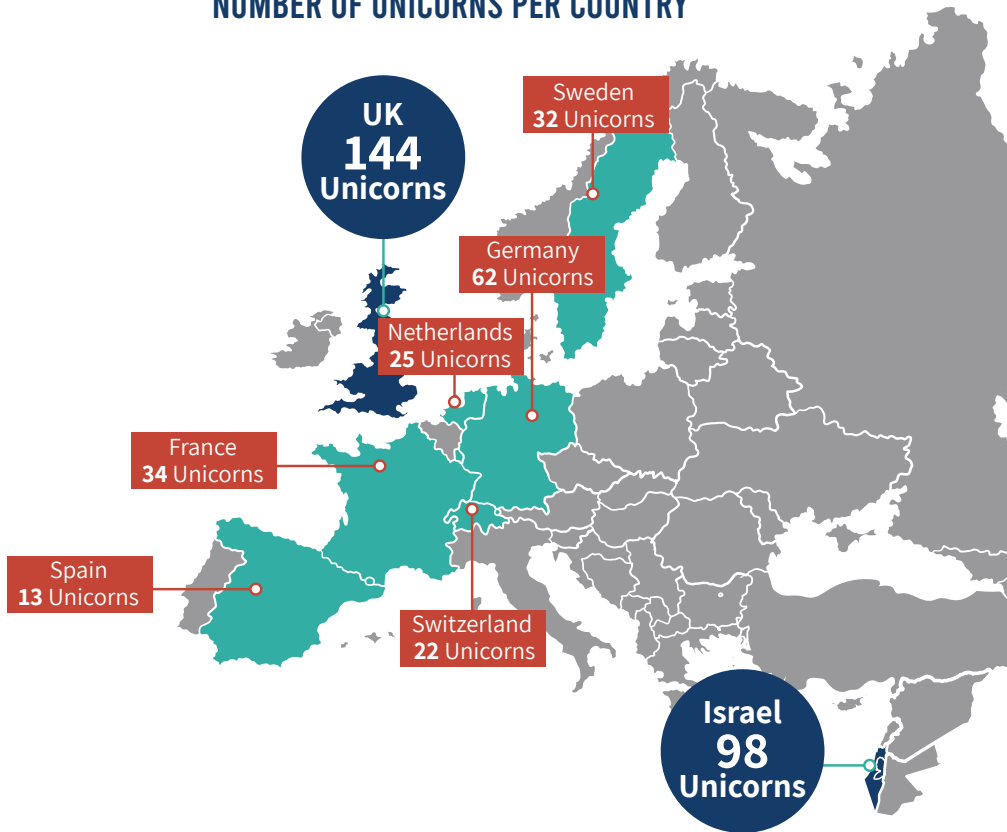 NUMBER OF UNICORNS PER COUNTRY
UK
144
Unicorns
Sweden
32 Unicorns
Germany
62 Unicorns
Netherlands
25 Unicorns
France
34 Unicorns
Spain
13 Unicorns
Switzerland
22 Unicorns
Israel
98
Unicorns